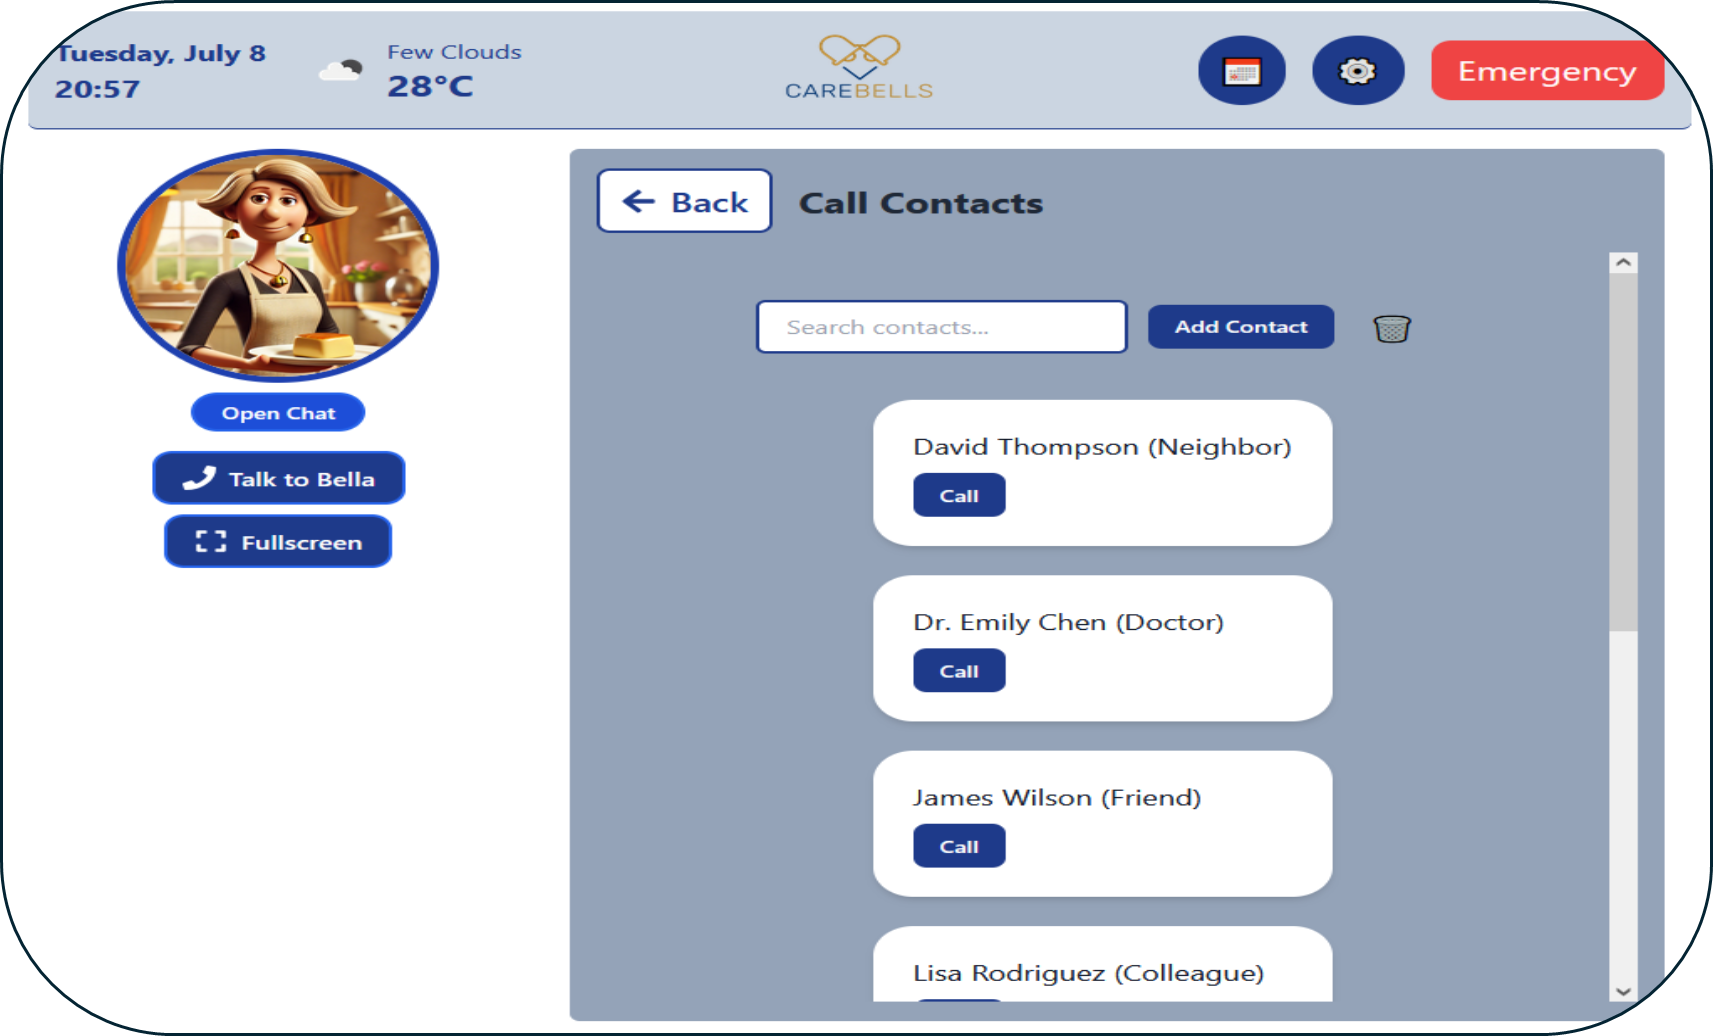 Tuesday, July 8
20:57
Few Clouds
28°C
CAREBELLS
Emergency
Open Chat
Talk to Bella
Fullscreen
Back
Call Contacts
Search contacts...
Add Contact
David Thompson (Neighbor)
Call
Dr. Emily Chen (Doctor)
Call
James Wilson (Friend)
Call
Lisa Rodriguez (Colleague)